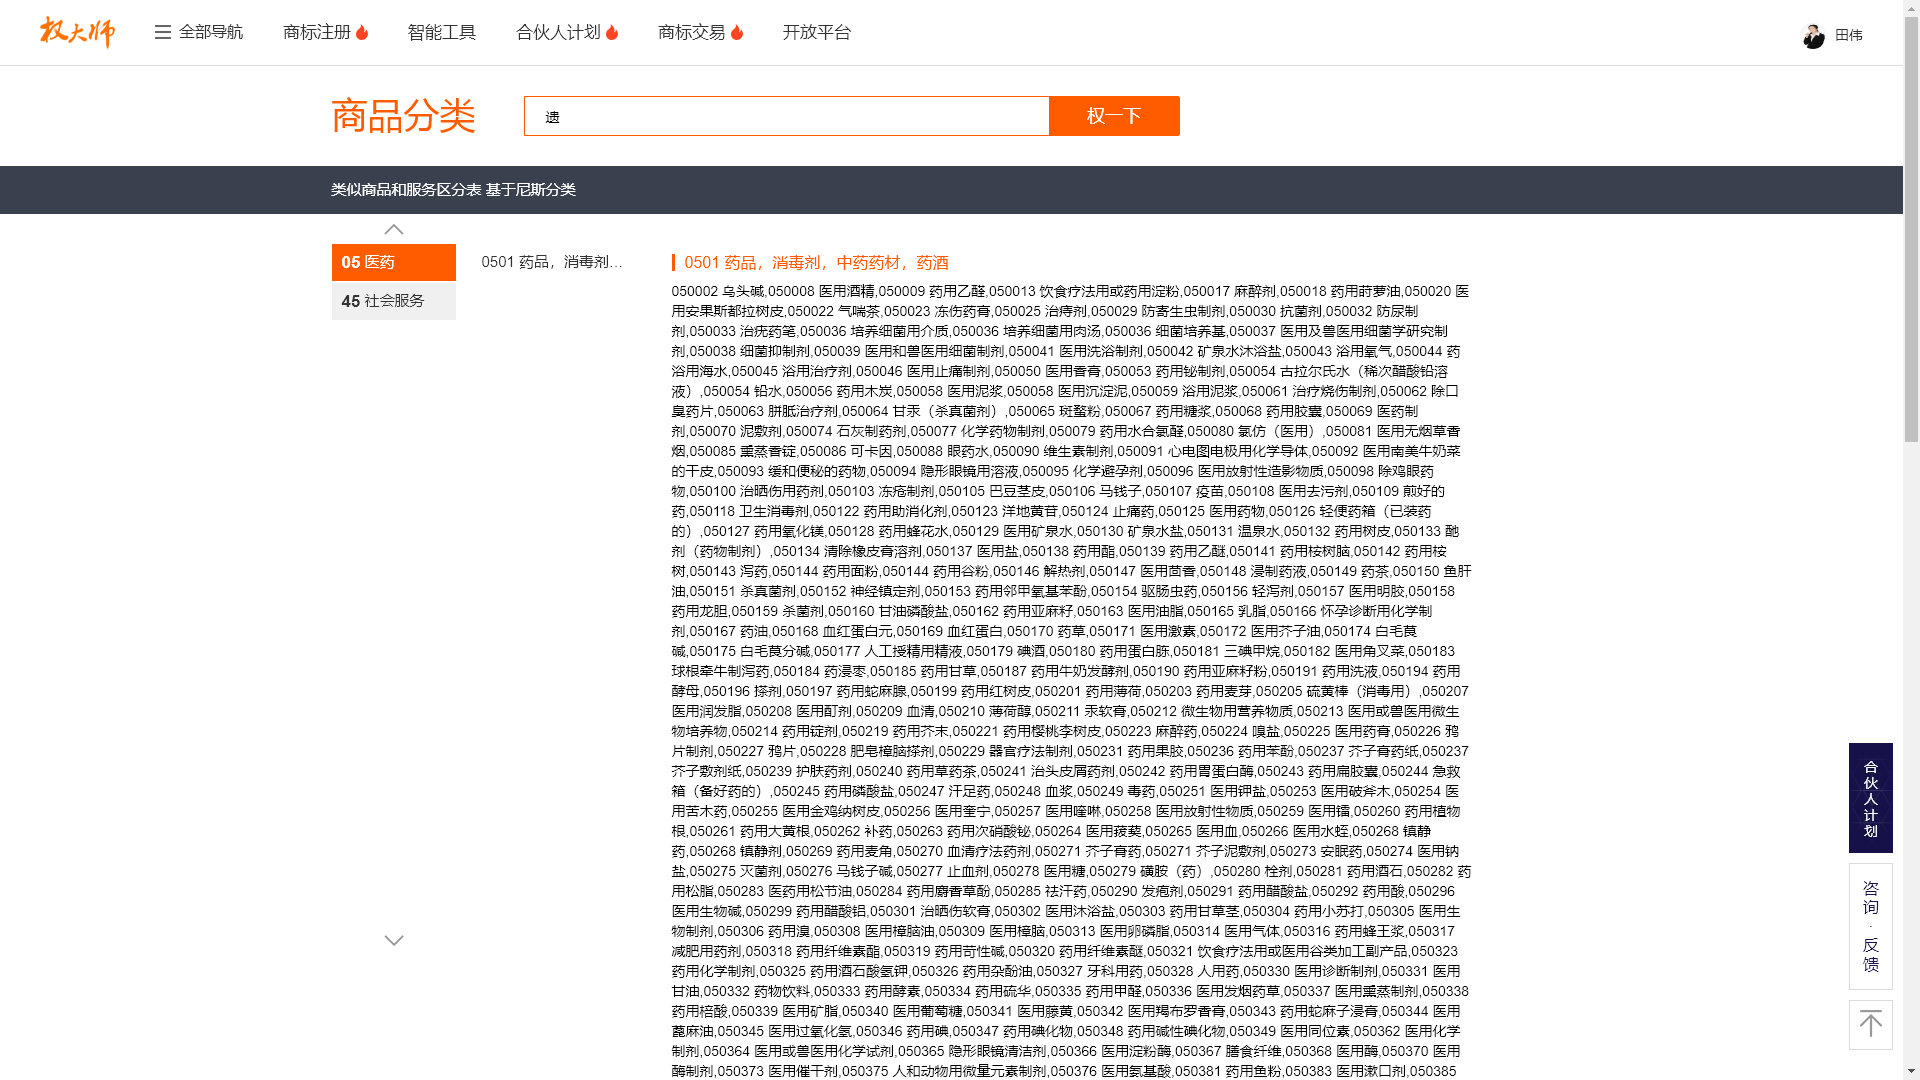 权大师
全部导航
商标注册
智能工具
合伙人计划
商标交易
开放平台
田伟
商品分类
遗
权一下
类似商品和服务区分表 基于尼斯分类
05 医药
45 社会服务
0501 药品，消毒剂...
0501 药品，消毒剂，中药药材，药酒
050002 乌头碱,050008 医用酒精,050009 药用乙醛,050013 饮食疗法用或药用淀粉,050017 麻醉剂,050018 药用莳萝油,050020 医
用安果斯都拉树皮,050022 气喘茶,050023 冻伤药膏,050025 治痔剂,050029 防寄生虫制剂,050030 抗菌剂,050032 防尿制
剂,050033 治疣药笔,050036 培养细菌用介质,050036 培养细菌用肉汤,050036 细菌培养基,050037 医用及兽医用细菌学研究制
剂,050038 细菌抑制剂,050039 医用和兽医用细菌制剂,050041 医用洗浴制剂,050042 矿泉水沐浴盐,050043 浴用氧气,050044 药
浴用海水,050045 浴用治疗剂,050046 医用止痛制剂,050050 医用香膏,050053 药用铋制剂,050054 古拉尔氏水（稀次醋酸铅溶
液）,050054 铅水,050056 药用木炭,050058 医用泥浆,050058 医用沉淀泥,050059 浴用泥浆,050061 治疗烧伤制剂,050062 除口
臭药片,050063 胼胝治疗剂,050064 甘汞（杀真菌剂）,050065 斑蝥粉,050067 药用糖浆,050068 药用胶囊,050069 医药制
剂,050070 泥敷剂,050074 石灰制药剂,050077 化学药物制剂,050079 药用水合氯醛,050080 氯仿（医用）,050081 医用无烟草香
烟,050085 熏蒸香锭,050086 可卡因,050088 眼药水,050090 维生素制剂,050091 心电图电极用化学导体,050092 医用南美牛奶菜
的干皮,050093 缓和便秘的药物,050094 隐形眼镜用溶液,050095 化学避孕剂,050096 医用放射性造影物质,050098 除鸡眼药
物,050100 治晒伤用药剂,050103 冻疮制剂,050105 巴豆茎皮,050106 马钱子,050107 疫苗,050108 医用去污剂,050109 煎好的
药,050118 卫生消毒剂,050122 药用助消化剂,050123 洋地黄苷,050124 止痛药,050125 医用药物,050126 轻便药箱（已装药
的）,050127 药用氧化镁,050128 药用蜂花水,050129 医用矿泉水,050130 矿泉水盐,050131 温泉水,050132 药用树皮,050133 酏
剂（药物制剂）,050134 清除橡皮膏溶剂,050137 医用盐,050138 药用酯,050139 药用乙醚,050141 药用桉树脑,050142 药用桉
树,050143 泻药,050144 药用面粉,050144 药用谷粉,050146 解热剂,050147 医用茴香,050148 浸制药液,050149 药茶,050150 鱼肝
油,050151 杀真菌剂,050152 神经镇定剂,050153 药用邻甲氧基苯酚,050154 驱肠虫药,050156 轻泻剂,050157 医用明胶,050158
药用龙胆,050159 杀菌剂,050160 甘油磷酸盐,050162 药用亚麻籽,050163 医用油脂,050165 乳脂,050166 怀孕诊断用化学制
剂,050167 药油,050168 血红蛋白元,050169 血红蛋白,050170 药草,050171 医用激素,050172 医用芥子油,050174 白毛茛
碱,050175 白毛茛分碱,050177 人工授精用精液,050179 碘酒,050180 药用蛋白胨,050181 三碘甲烷,050182 医用角叉菜,050183
球根牵牛制泻药,050184 药浸枣,050185 药用甘草,050187 药用牛奶发酵剂,050190 药用亚麻籽粉,050191 药用洗液,050194 药用
酵母,050196 搽剂,050197 药用蛇麻腺,050199 药用红树皮,050201 药用薄荷,050203 药用麦芽,050205 硫黄棒（消毒用）,050207
医用润发脂,050208 医用酊剂,050209 血清,050210 薄荷醇,050211 汞软膏,050212 微生物用营养物质,050213 医用或兽医用微生
物培养物,050214 药用锭剂,050219 药用芥末,050221 药用樱桃李树皮,050223 麻醉药,050224 嗅盐,050225 医用药膏,050226 鸦
片制剂,050227 鸦片,050228 肥皂樟脑搽剂,050229 器官疗法制剂,050231 药用果胶,050236 药用苯酚,050237 芥子膏药纸,050237
芥子敷剂纸,050239 护肤药剂,050240 药用草药茶,050241 治头皮屑药剂,050242 药用胃蛋白酶,050243 药用扁胶囊,050244 急救
箱（备好药的）,050245 药用磷酸盐,050247 汗足药,050248 血浆,050249 毒药,050251 医用钾盐,050253 医用破斧木,050254 医
用苦木药,050255 医用金鸡纳树皮,050256 医用奎宁,050257 医用喹啉,050258 医用放射性物质,050259 医用镭,050260 药用植物
根,050261 药用大黄根,050262 补药,050263 药用次硝酸铋,050264 医用菝葜,050265 医用血,050266 医用水蛭,050268 镇静
药,050268 镇静剂,050269 药用麦角,050270 血清疗法药剂,050271 芥子膏药,050271 芥子泥敷剂,050273 安眠药,050274 医用钠
盐,050275 灭菌剂,050276 马钱子碱,050277 止血剂,050278 医用糖,050279 磺胺（药）,050280 栓剂,050281 药用酒石,050282 药
用松脂,050283 医药用松节油,050284 药用麝香草酚,050285 祛汗药,050290 发疱剂,050291 药用醋酸盐,050292 药用酸,050296
医用生物碱,050299 药用醋酸铝,050301 治晒伤软膏,050302 医用沐浴盐,050303 药用甘草茎,050304 药用小苏打,050305 医用生
物制剂,050306 药用溴,050308 医用樟脑油,050309 医用樟脑,050313 医用卵磷脂,050314 医用气体,050316 药用蜂王浆,050317
减肥用药剂,050318 药用纤维素酯,050319 药用苛性碱,050320 药用纤维素醚,050321 饮食疗法用或医用谷类加工副产品,050323
药用化学制剂,050325 药用酒石酸氢钾,050326 药用杂酚油,050327 牙科用药,050328 人用药,050330 医用诊断制剂,050331 医用
甘油,050332 药物饮料,050333 药用酵素,050334 药用硫华,050335 药用甲醛,050336 医用发烟药草,050337 医用熏蒸制剂,050338
药用棓酸,050339 医用矿脂,050340 医用葡萄糖,050341 医用藤黄,050342 医用羯布罗香膏,050343 药用蛇麻子浸膏,050344 医用
蓖麻油,050345 医用过氧化氢,050346 药用碘,050347 药用碘化物,050348 药用碱性碘化物,050349 医用同位素,050362 医用化学
制剂,050364 医用或兽医用化学试剂,050365 隐形眼镜清洁剂,050366 医用淀粉酶,050367 膳食纤维,050368 医用酶,050370 医用
酶制剂,050373 医用催干剂,050375 人和动物用微量元素制剂,050376 医用氨基酸,050381 药用鱼粉,050383 医用漱口剂,050385
合伙人计划
咨询·反馈